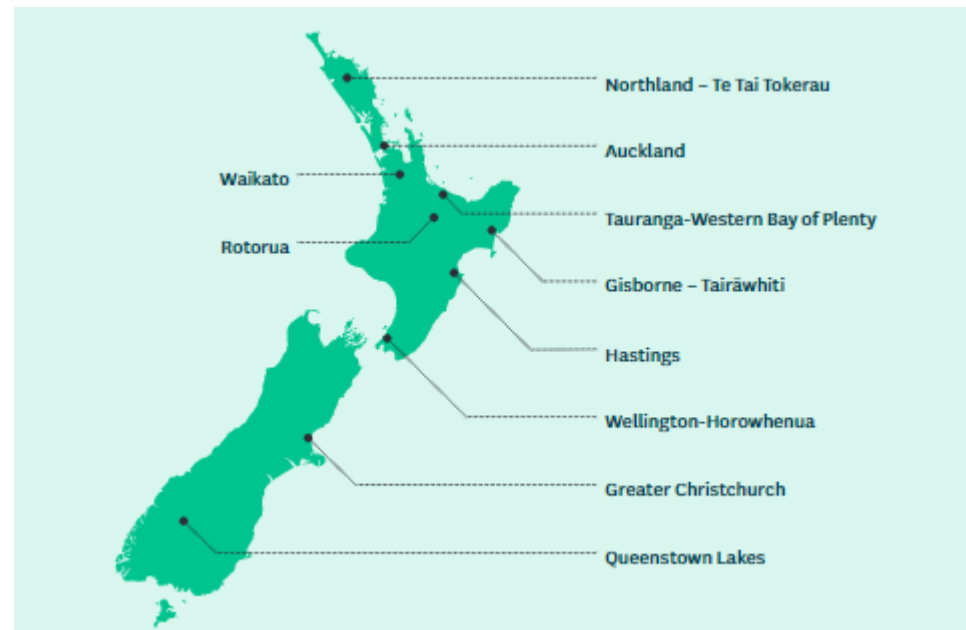 Northland – Te Tai Tokerau
Auckland
Waikato
Tauranga-Western Bay of Plenty
Rotorua
Gisborne – Tairāwhiti
Hastings
Wellington-Horowhenua
Greater Christchurch
Queenstown Lakes